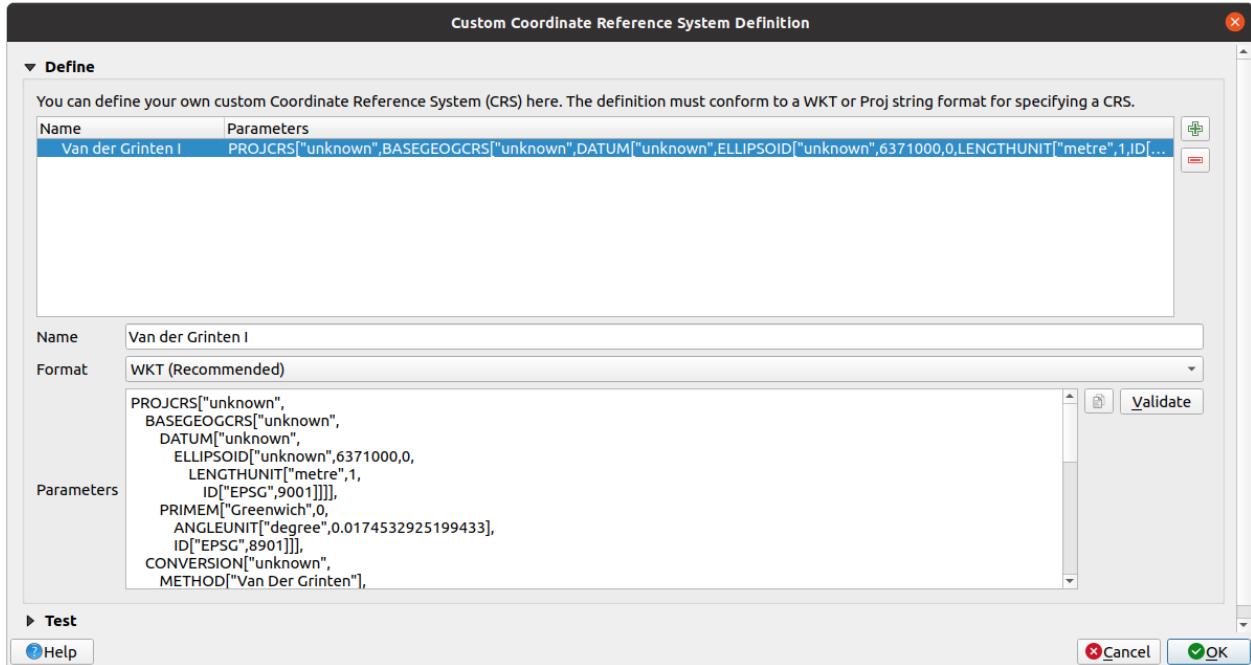 Custom Coordinate Reference System Definition
Define
You can define your own custom Coordinate Reference System (CRS) here. The definition must conform to a WKT or Proj string format for specifying a CRS.
Name Parameters
Van der Grinten I PROJCRS["unknown",BASEGEOGCRS["unknown",DATUM["unknown",ELLIPSOID["unknown",6371000,0,LENGTHUNIT["metre",1,ID[...
Name Van der Grinten I
Format WKT (Recommended)
Parameters
PROJCRS["unknown",
BASEGEOGCRS["unknown",
DATUM["unknown",
ELLIPSOID["unknown",6371000,0,
LENGTHUNIT["metre",1,
ID["EPSG",9001]]]],
PRIMEM["Greenwich",0,
ANGLEUNIT["degree",0.0174532925199433],
ID["EPSG",8901]]],
CONVERSION["unknown",
METHOD["Van Der Grinten"],
Validate
Test
Help Cancel OK